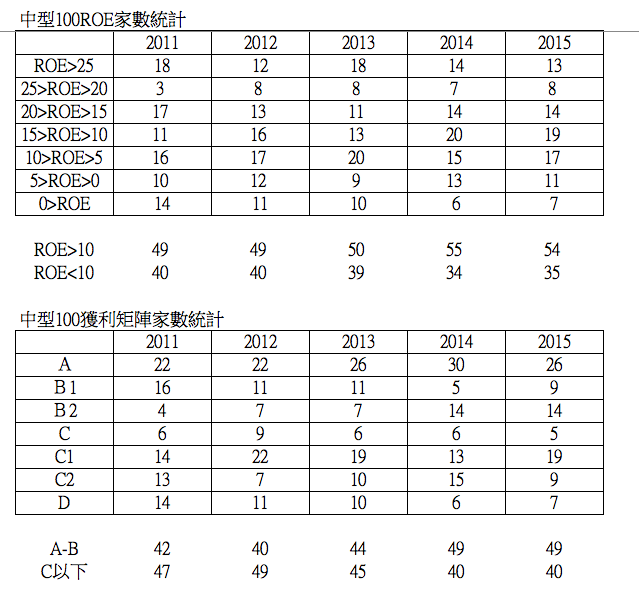 中型100ROE家數統計
2011 2012 2013 2014 2015
ROE>25 18 12 18 14 13
25>ROE>20 3 8 8 7 8
20>ROE>15 17 13 11 14 14
15>ROE>10 11 16 13 20 19
10>ROE>5 16 17 20 15 17
5>ROE>0 10 12 9 13 11
0>ROE 14 11 10 6 7
ROE>10 49 49 50 55 54
ROE<10 40 40 39 34 35
中型100獲利矩陣家數統計
2011 2012 2013 2014 2015
A 22 22 26 30 26
B1 16 11 11 5 9
B2 4 7 7 14 14
C 6 9 6 6 5
C1 14 22 19 13 19
C2 13 7 10 15 9
D 14 11 10 6 7
A-B 42 40 44 49 49
C以下 47 49 45 40 40